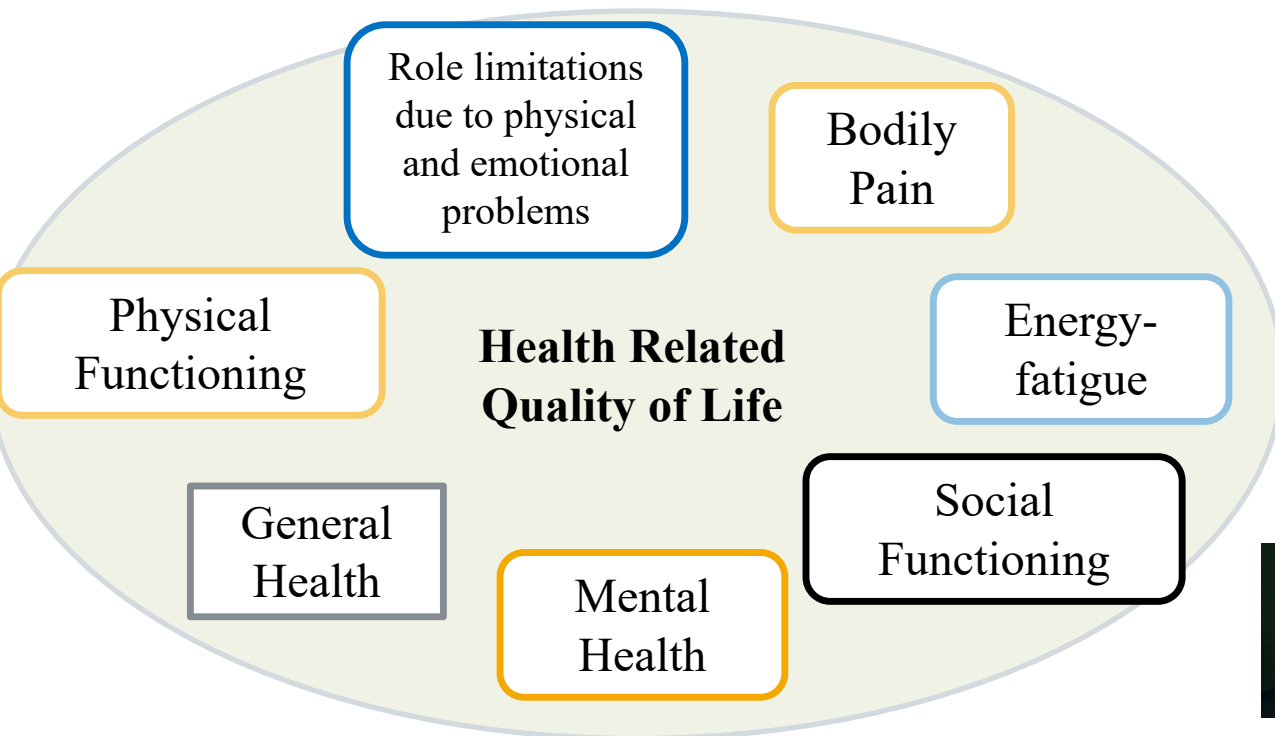 Role limitations
due to physical
and emotional
problems
Bodily
Pain
Physical
Functioning
Health Related
Quality of Life
Energy-
fatigue
General
Health
Mental
Health
Social
Functioning